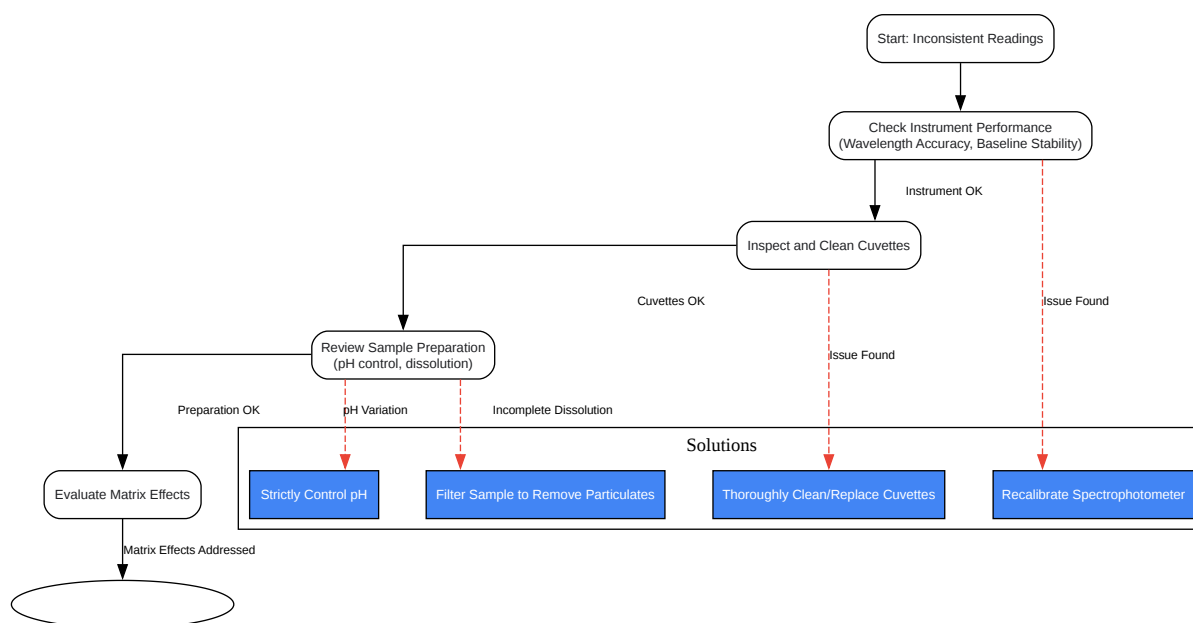 Start: Inconsistent Readings
Check Instrument Performance
(Wavelength Accuracy, Baseline Stability)
Instrument OK
Inspect and Clean Cuvettes
Cuvettes OK
Issue Found
Review Sample Preparation
(pH control, dissolution)
Issue Found
Preparation OK
pH Variation
Incomplete Dissolution
Solutions
Evaluate Matrix Effects
Strictly Control pH
Filter Sample to Remove Particulates
Thoroughly Clean/Replace Cuvettes
Recalibrate Spectrophotometer
Matrix Effects Addressed